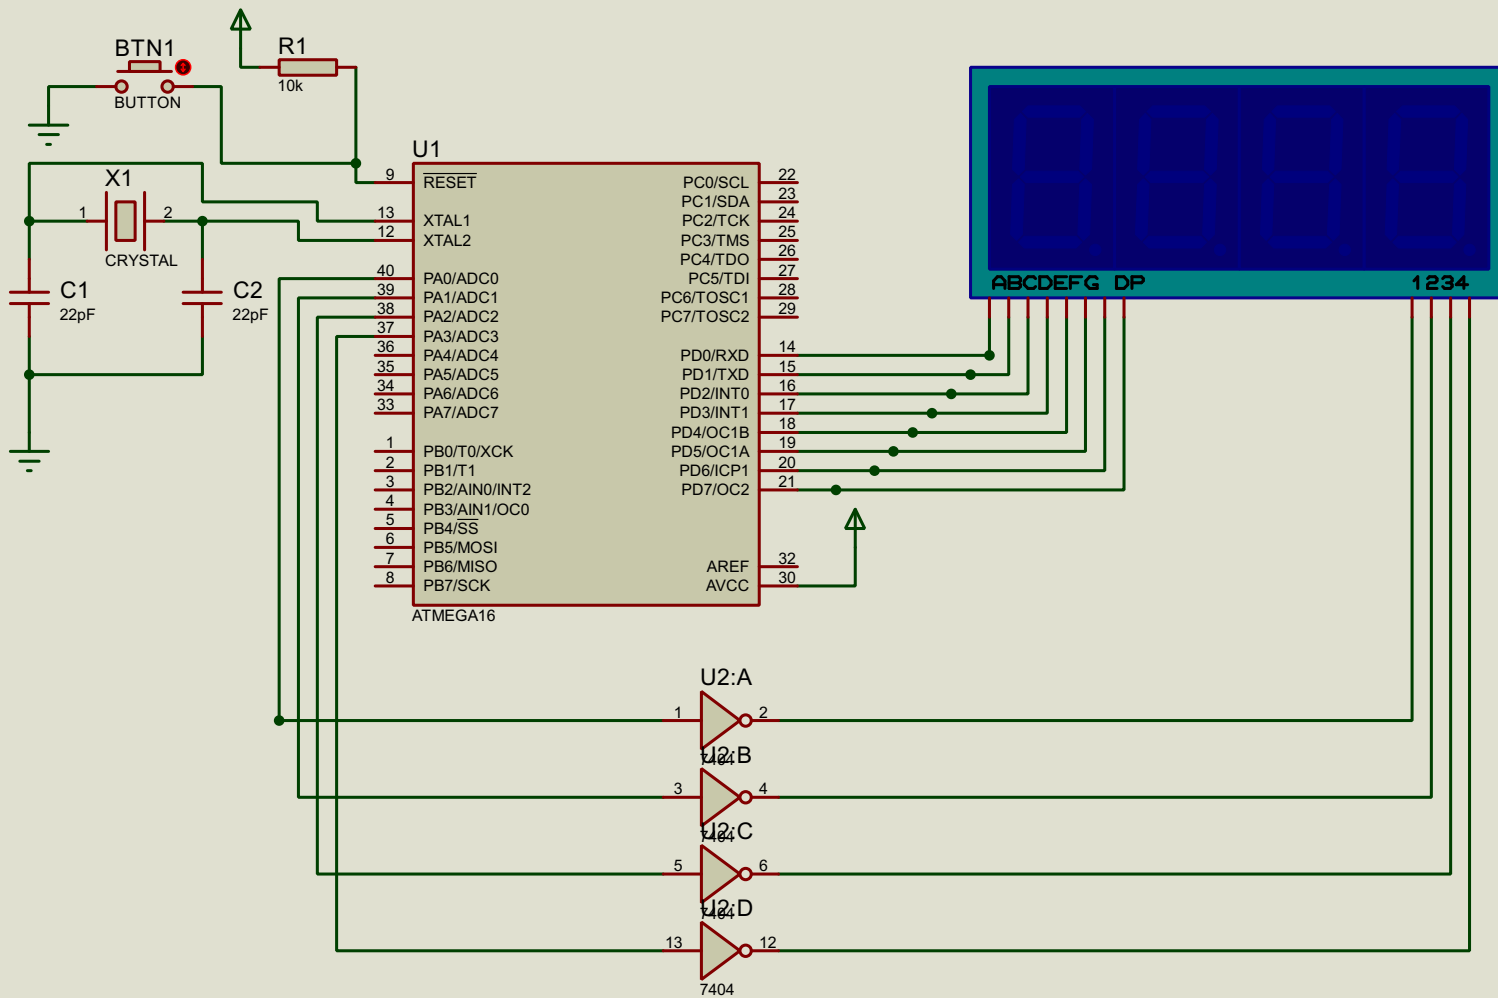 BTN1
BUTTON
R1
10k
X1
1
2
CRYSTAL
C1
22pF
C2
22pF
U1
9 RESET
13 XTAL1
12 XTAL2
40 PA0/ADC0
39 PA1/ADC1
38 PA2/ADC2
37 PA3/ADC3
36 PA4/ADC4
35 PA5/ADC5
34 PA6/ADC6
33 PA7/ADC7
1 PB0/T0/XCK
2 PB1/T1
3 PB2/AIN0/INT2
4 PB3/AIN1/OC0
5 PB4/SS
6 PB5/MOSI
7 PB6/MISO
8 PB7/SCK
PC0/SCL 22
PC1/SDA 23
PC2/TCK 24
PC3/TMS 25
PC4/TDO 26
PC5/TDI 27
PC6/TOSC1 28
PC7/TOSC2 29
PD0/RXD 14
PD1/TXD 15
PD2/INT0 16
PD3/INT1 17
PD4/OC1B 18
PD5/OC1A 19
PD6/ICP1 20
PD7/OC2 21
AREF 32
AVCC 30
ATMEGA16
ABCDEFG DP
1234
U2:A
1
2
7404
U2:B
3
4
7404
U2:C
5
6
7404
U2:D
13
12
7404